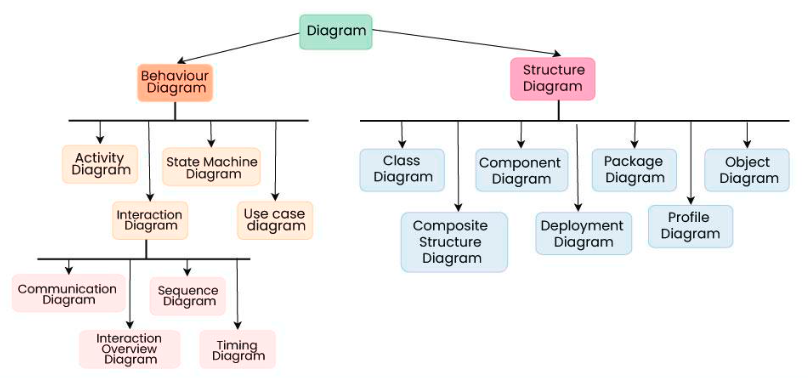 Diagram
Behaviour
Diagram
Structure
Diagram
Activity
Diagram
State Machine
Diagram
Interaction
Diagram
Use case
diagram
Communication
Diagram
Sequence
Diagram
Interaction
Overview
Diagram
Timing
Diagram
Class
Diagram
Component
Diagram
Package
Diagram
Object
Diagram
Composite
Structure
Diagram
Deployment
Diagram
Profile
Diagram